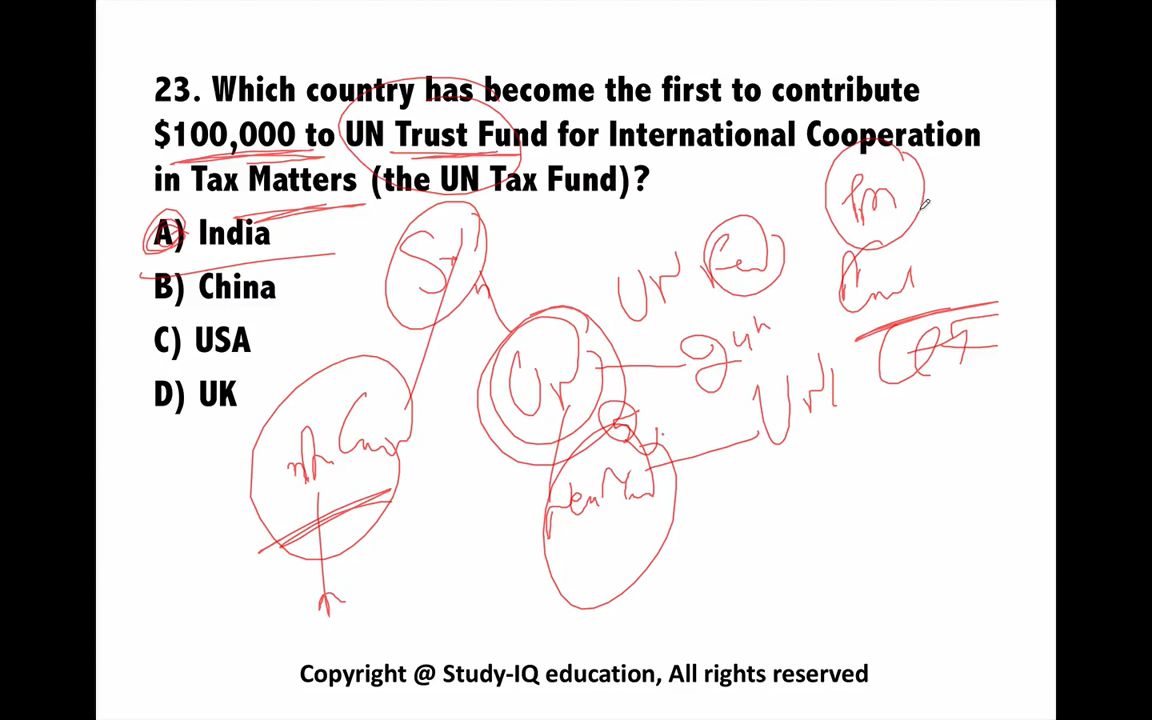 23. Which country has become the first to contribute
$100,000 to UN Trust Fund for International Cooperation
in Tax Matters (the UN Tax Fund)?
A) India
B) China
C) USA
D) UK
Copyright @ Study-IQ education, All rights reserved